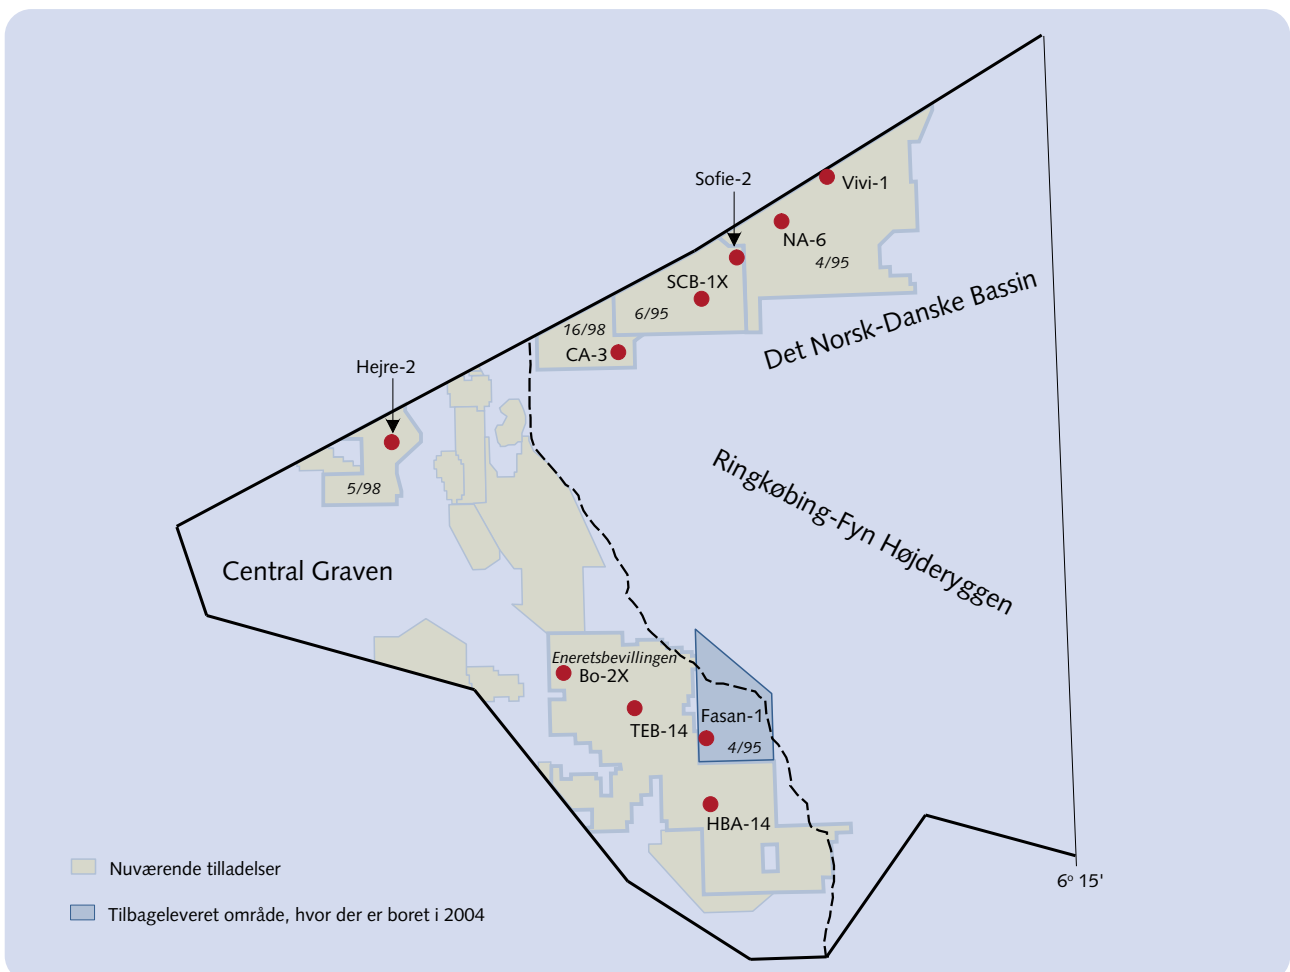 Sofie-2
Vivi-1
NA-6
4/95
SCB-1X
6/95
Det Norsk-Danske Bassin
16/98
CA-3
Hejre-2
5/98
Ringkøbing-Fyn Højderyggen
Central Graven
Eneretsbevillingen
Bo-2X
TEB-14
Fasan-1
4/95
HBA-14
Nuværende tilladelser
6º 15'
Tilbageleveret område, hvor der er boret i 2004